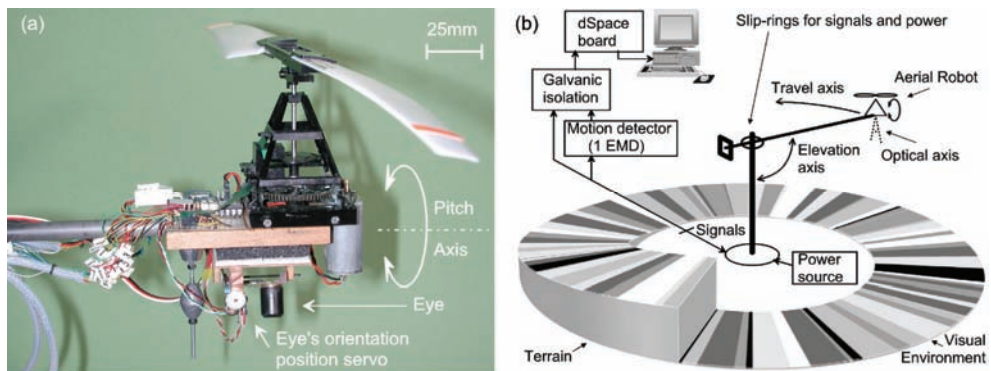 (a)
25mm
Pitch
Axis
Eye
Eye's orientation
position servo
(b)
dSpace
board
Slip-rings for signals and power
Galvanic
isolation
Travel axis
Aerial Robot
Motion detector
(1 EMD)
Elevation
axis
Optical axis
Signals
Power
source
Terrain
Visual
Environment